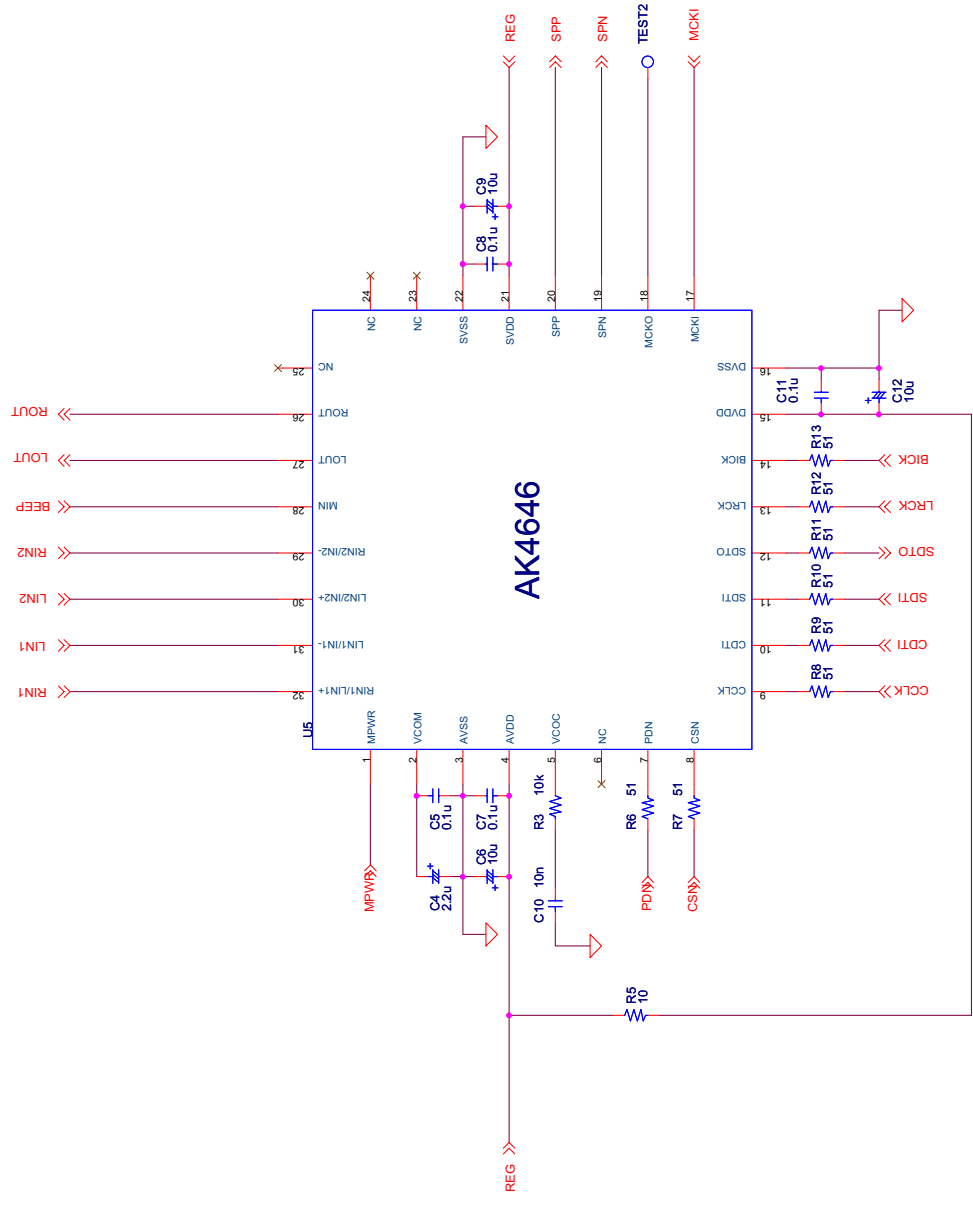 REG
SPP
SPN
TEST2
MCKI
C9
10u
C8
0.1u
+
24
23
22
21
20
19
18
17
NC
NC
SVSS
SVDD
SPP
SPN
MCKO
MCKI
ROUT
LOUT
BEEP
RIN2
LIN2
LIN1
RIN1
25
26
27
28
29
30
31
32
NC
ROUT
LOUT
MIN
RIN2/IN2-
LIN2/IN2+
LIN1/IN1-
RIN1/LIN1+
AK4646
U5
DVSS
DVDD
BICK
LRCK
SDTO
SDTI
CDTI
CCLK
16
15
14
13
12
11
10
9
C11
0.1u
C12
10u
+
R13
51
R12
51
R11
51
R10
51
R9
51
R8
51
BICK
LRCK
SDTO
SDTI
CDTI
CCLK
MPWR
VCOM
AVSS
AVDD
VCOC
NC
PDN
CSN
1
2
3
4
5
6
7
8
C5
0.1u
C7
0.1u
R3
10k
R6
51
R7
51
MPWR
C4
2.2u
+
C6
10u
+
C10
10n
PDN
CSN
R5
10
REG